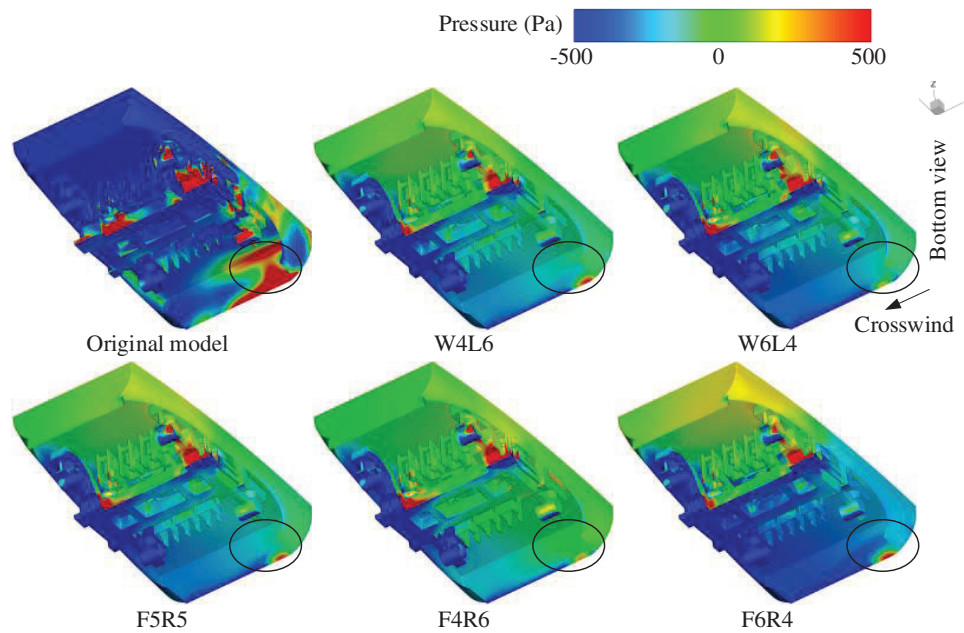 Pressure (Pa)
-500 0 500
z
Bottom view
Crosswind
Original model W4L6 W6L4
F5R5 F4R6 F6R4